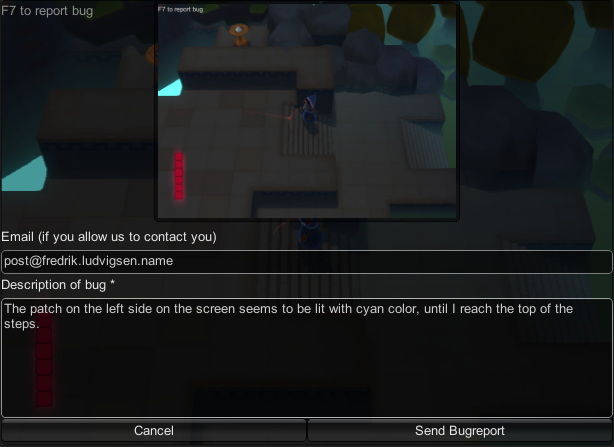 F7 to report bug
F7 to report bug
Email (if you allow us to contact you)
post@fredrik.ludvigsen.name
Description of bug *
The patch on the left side on the screen seems to be lit with cyan color, until I reach the top of the
steps.
Cancel
Send Bugreport